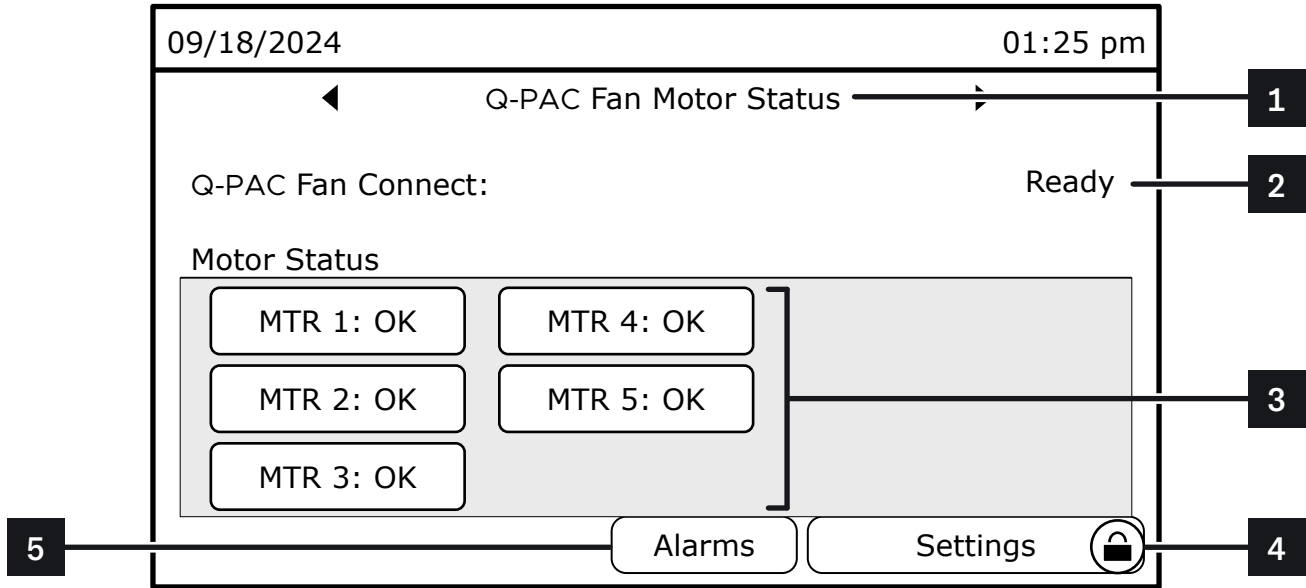 09/18/2024 01:25 pm
Q-PAC Fan Motor Status
1
Q-PAC Fan Connect: Ready
2
Motor Status
MTR 1: OK MTR 4: OK
MTR 2: OK MTR 5: OK
3
MTR 3: OK
5
Alarms Settings
4